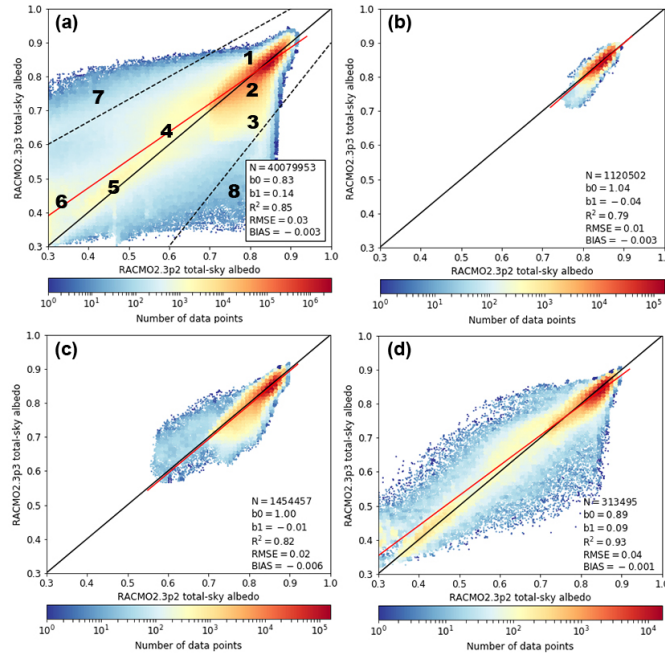 (a)
RACMO2.3p3 total-sky albedo
1.0
0.9
0.8
0.7
0.6
0.5
0.4
0.3
1
2
3
4
5
6
7
8
N = 40079953
b0 = 0.83
b1 = 0.14
R² = 0.85
RMSE = 0.03
BIAS = −0.003
0.3 0.4 0.5 0.6 0.7 0.8 0.9 1.0
RACMO2.3p2 total-sky albedo
10⁰ 10¹ 10² 10³ 10⁴ 10⁵ 10⁶
Number of data points
(b)
RACMO2.3p3 total-sky albedo
1.0
0.9
0.8
0.7
0.6
0.5
0.4
0.3
N = 1120502
b0 = 1.04
b1 = −0.04
R² = 0.79
RMSE = 0.01
BIAS = −0.003
0.3 0.4 0.5 0.6 0.7 0.8 0.9 1.0
RACMO2.3p2 total-sky albedo
10⁰ 10¹ 10² 10³ 10⁴ 10⁵
Number of data points
(c)
RACMO2.3p3 total-sky albedo
1.0
0.9
0.8
0.7
0.6
0.5
0.4
0.3
N = 1454457
b0 = 1.00
b1 = −0.01
R² = 0.82
RMSE = 0.02
BIAS = −0.006
0.3 0.4 0.5 0.6 0.7 0.8 0.9 1.0
RACMO2.3p2 total-sky albedo
10⁰ 10¹ 10² 10³ 10⁴ 10⁵
Number of data points
(d)
RACMO2.3p3 total-sky albedo
1.0
0.9
0.8
0.7
0.6
0.5
0.4
0.3
N = 313495
b0 = 0.89
b1 = 0.09
R² = 0.93
RMSE = 0.04
BIAS = −0.001
0.3 0.4 0.5 0.6 0.7 0.8 0.9 1.0
RACMO2.3p2 total-sky albedo
10⁰ 10¹ 10² 10³ 10⁴
Number of data points